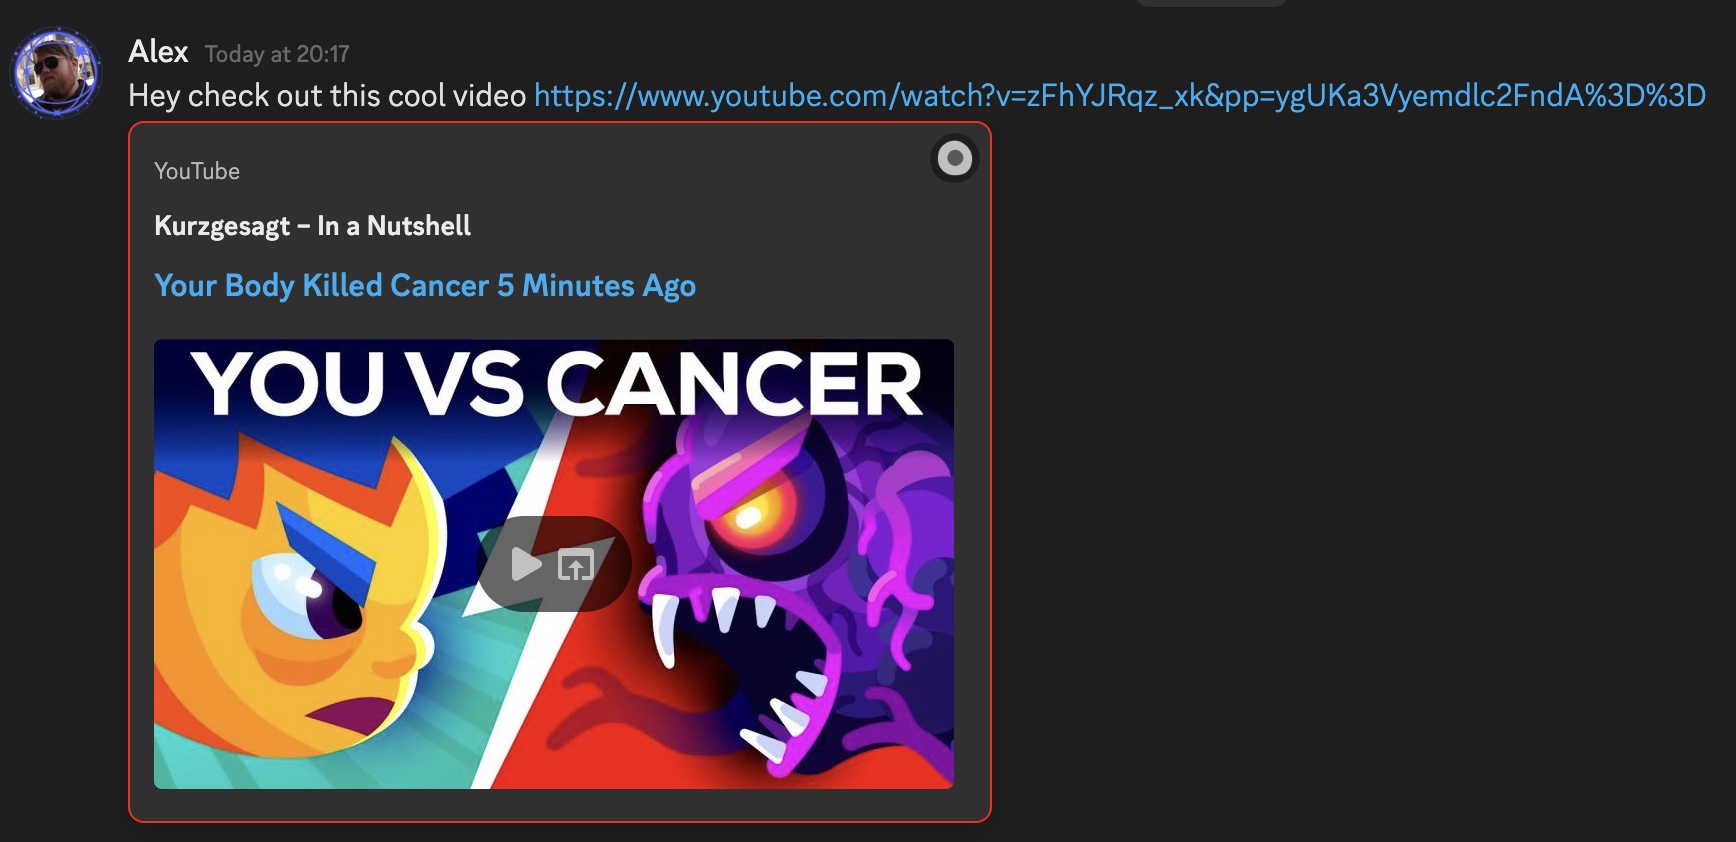 Alex Today at 20:17
Hey check out this cool video https://www.youtube.com/watch?v=zFhYJRqz_xk&pp=ygUKa3Vyemdlc2FndA%3D%3D
YouTube
Kurzgesagt – In a Nutshell
Your Body Killed Cancer 5 Minutes Ago
YOU VS CANCER